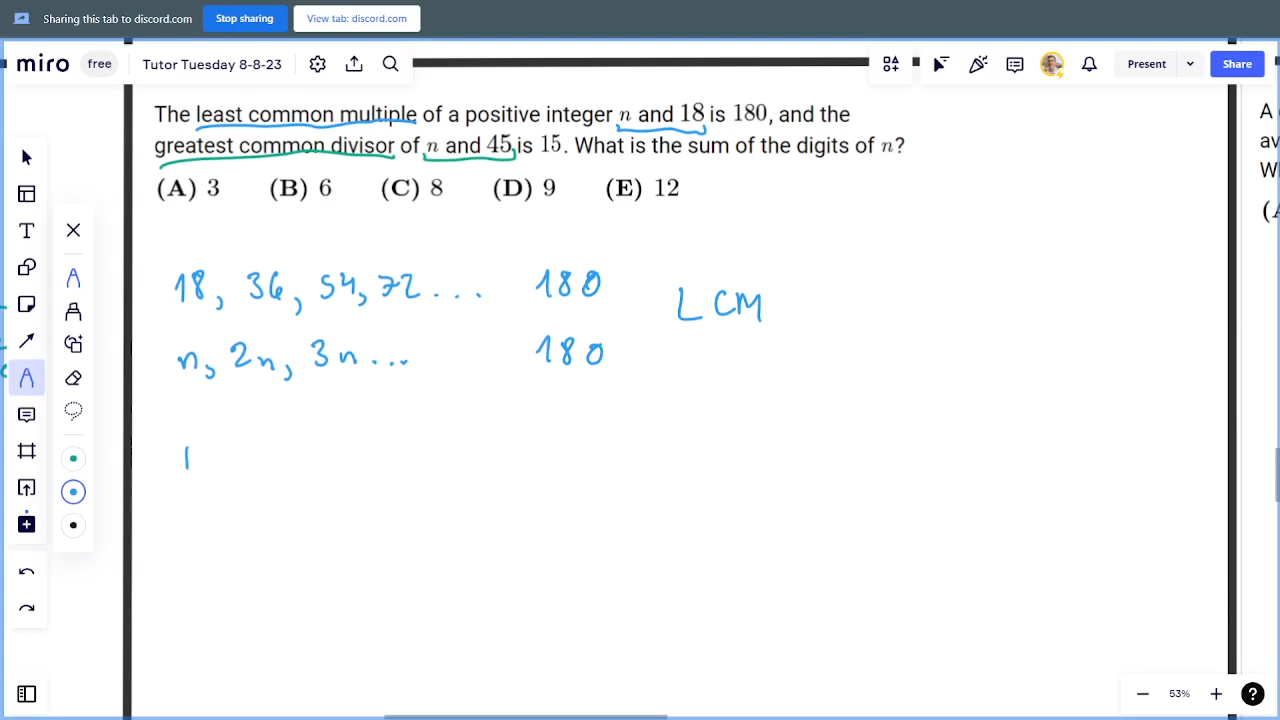 Sharing this tab to discord.com Stop sharing View tab: discord.com
miro free Tutor Tuesday 8-8-23 Present Share
The least common multiple of a positive integer n and 18 is 180, and the
greatest common divisor of n and 45 is 15. What is the sum of the digits of n?
(A) 3 (B) 6 (C) 8 (D) 9 (E) 12
A
av
W
(
18, 36, 54, 72 ... 180
LCM
n, 2n, 3n ... 180
53%